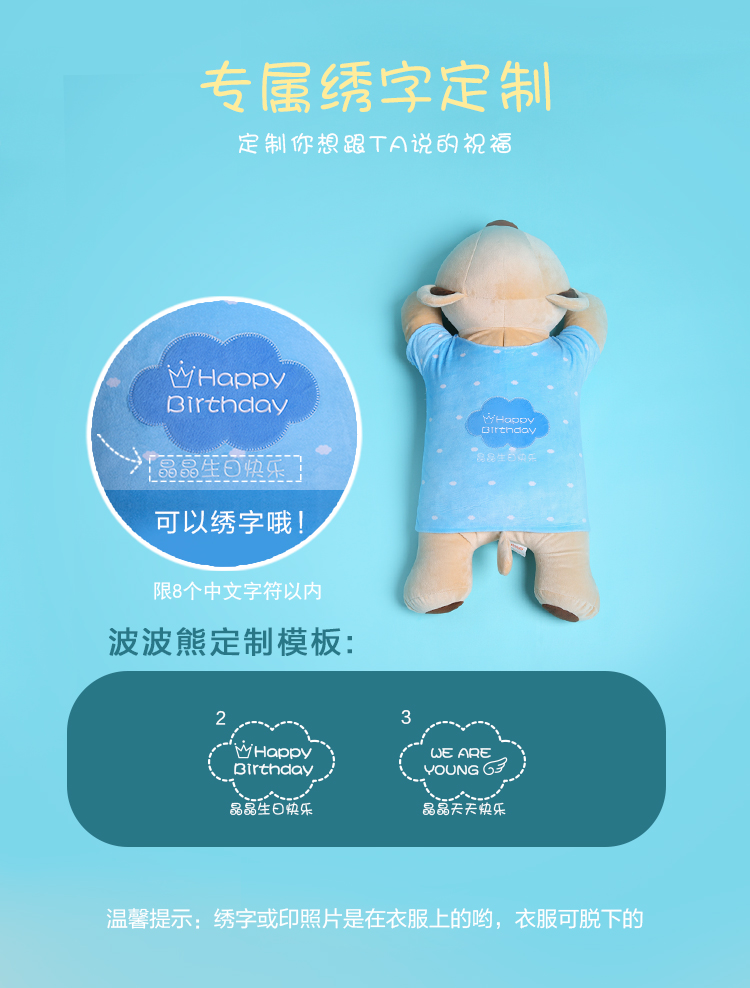 专属绣字定制
定制你想跟TA说的祝福
Happy
Birthday
晶晶生日快乐
可以绣字哦!
限8个中文字符以内
Happy
Birthday
晶晶生日快乐
波波熊定制模板:
2
Happy
Birthday
晶晶生日快乐
3
WE ARE
YOUNG
晶晶天天快乐
温馨提示：绣字或印照片是在衣服上的哟，衣服可脱下的